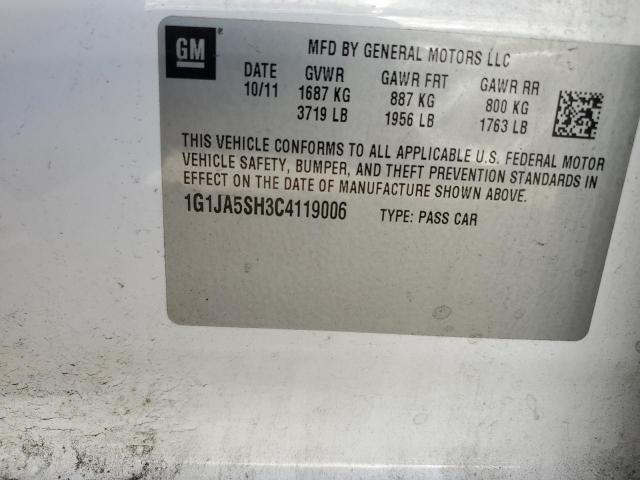 GM
MFD BY GENERAL MOTORS LLC
DATE GVWR GAWR FRT GAWR RR
10/11 1687 KG 887 KG 800 KG
3719 LB 1956 LB 1763 LB
THIS VEHICLE CONFORMS TO ALL APPLICABLE U.S. FEDERAL MOTOR
VEHICLE SAFETY, BUMPER, AND THEFT PREVENTION STANDARDS IN
EFFECT ON THE DATE OF MANUFACTURE SHOWN ABOVE.
1G1JA5SH3C4119006 TYPE: PASS CAR